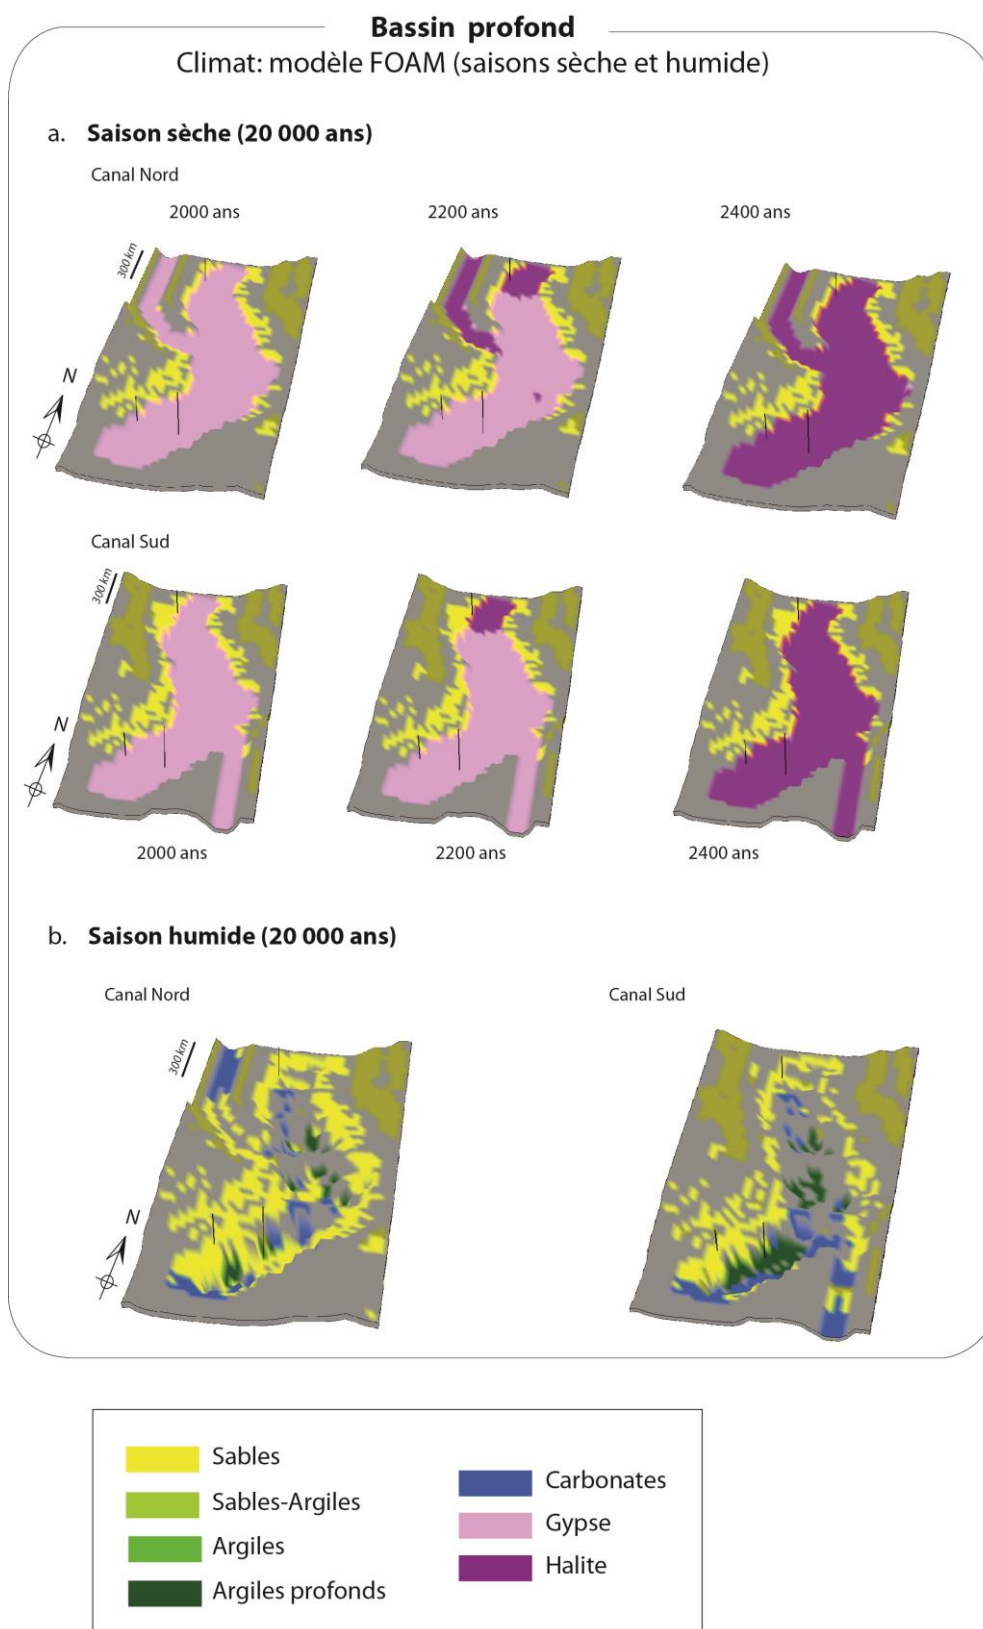 Bassin profond
Climat: modèle FOAM (saisons sèche et humide)
a. Saison sèche (20 000 ans)
Canal Nord
2000 ans 2200 ans 2400 ans
300 km
N
Canal Sud
300 km
N
2000 ans 2200 ans 2400 ans
b. Saison humide (20 000 ans)
Canal Nord Canal Sud
300 km
N
Sables
Sables-Argiles
Argiles
Argiles profonds
Carbonates
Gypse
Halite